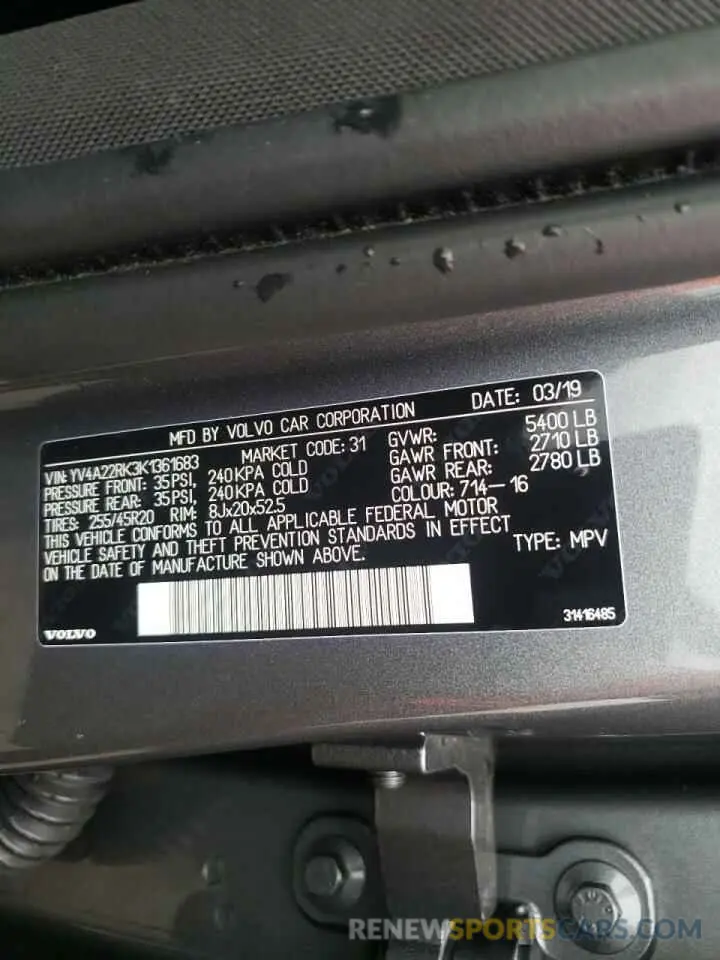 MFD BY VOLVO CAR CORPORATION DATE: 03/19
VIN: YV4A22RK3K1361683 MARKET CODE: 31 GVWR: 5400 LB
PRESSURE FRONT: 35PSI, 240KPA COLD GAWR FRONT: 2710 LB
PRESSURE REAR: 35PSI, 240KPA COLD GAWR REAR: 2780 LB
TIRES: 255/45R20 RIM: 8Jx20x52.5 COLOUR: 714-16
THIS VEHICLE CONFORMS TO ALL APPLICABLE FEDERAL MOTOR
VEHICLE SAFETY AND THEFT PREVENTION STANDARDS IN EFFECT
ON THE DATE OF MANUFACTURE SHOWN ABOVE. TYPE: MPV
VOLVO 31416485
RENEWSPORTSCARS.COM